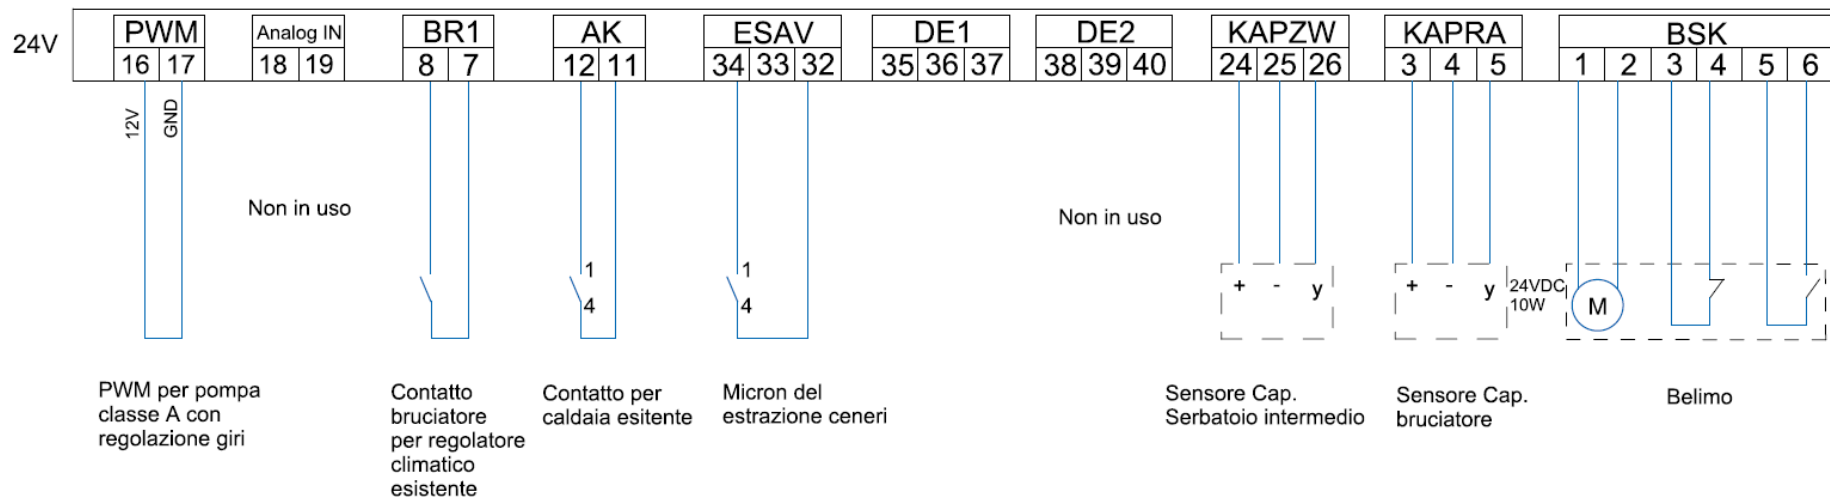 24V
PWM
Analog IN
BR1
AK
ESAV
DE1
DE2
KAPZW
KAPRA
BSK
16 17
18 19
8 7
12 11
34 33 32
35 36 37
38 39 40
24 25 26
3 4 5
1 2 3 4 5 6
12V
GND
Non in uso
Non in uso
1
4
1
4
+ - y
+ - y
24VDC
10W
M
PWM per pompa
classe A con
regolazione giri
Contatto
bruciatore
per regolatore
climatico
esistente
Contatto per
caldaia esitente
Micron del
estrazione ceneri
Sensore Cap.
Serbatoio intermedio
Sensore Cap.
bruciatore
Belimo